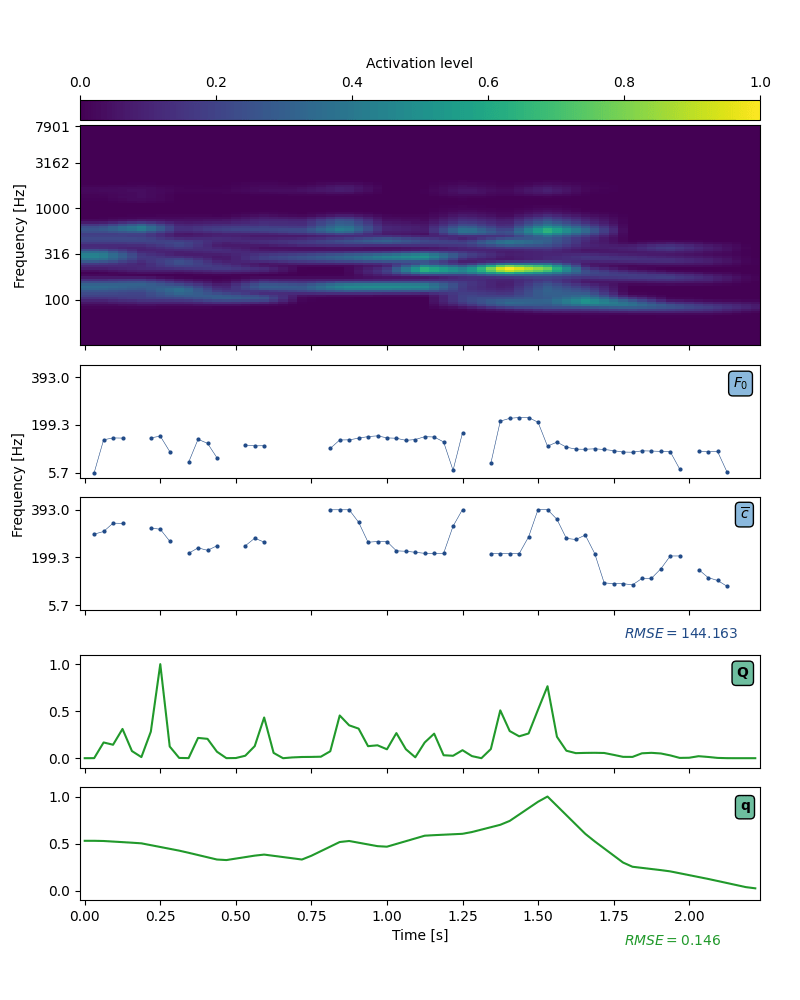 Activation level
0.0 0.2 0.4 0.6 0.8 1.0
7901
3162
1000
316
100
Frequency [Hz]
393.0
199.3
5.7
F0
Frequency [Hz]
393.0
199.3
5.7
c̅
RMSE = 144.163
1.0
0.5
0.0
Q
1.0
0.5
0.0
q
0.00 0.25 0.50 0.75 1.00 1.25 1.50 1.75 2.00
Time [s]
RMSE = 0.146